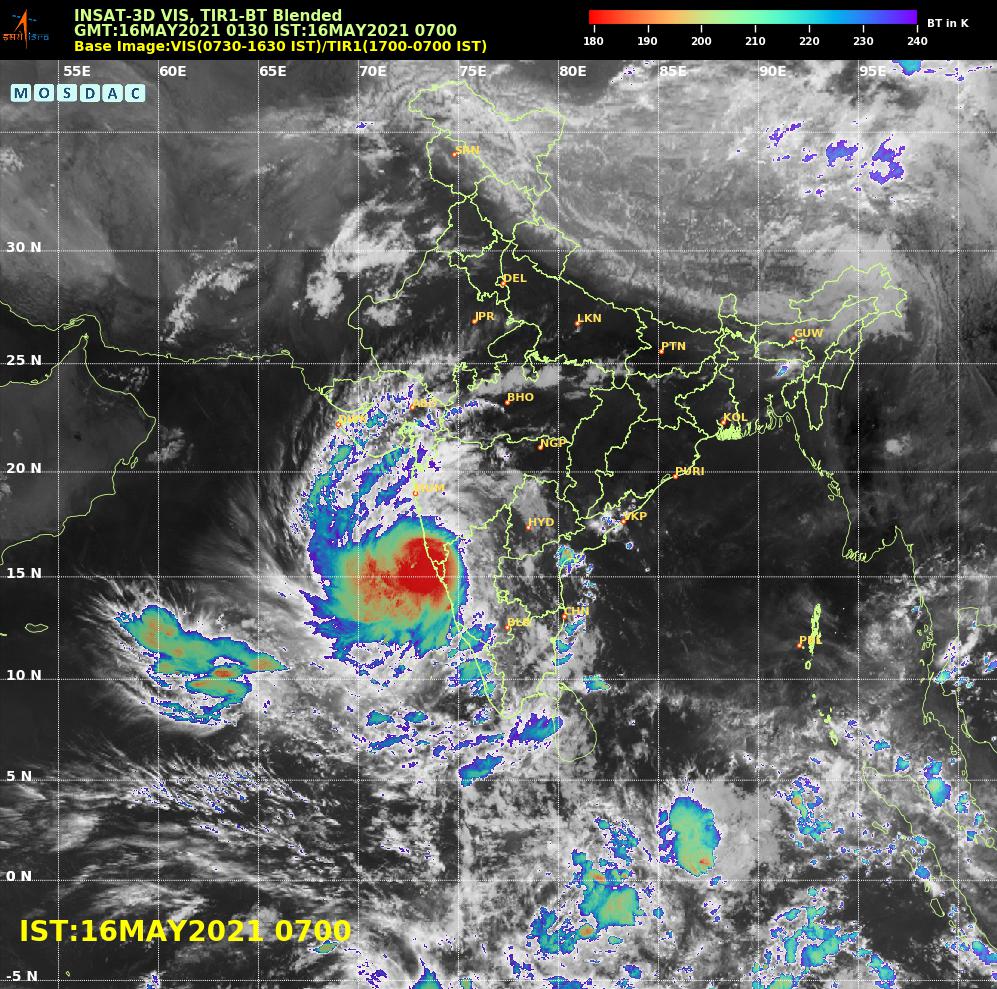 INSAT-3D VIS, TIR1-BT Blended
GMT:16MAY2021 0130 IST:16MAY2021 0700
Base Image:VIS(0730-1630 IST)/TIR1(1700-0700 IST)
BT in K
180 190 200 210 220 230 240
55E 60E 65E 70E 75E 80E 85E 90E 95E
MOSDAC
SRN
30 N
DEL
JPR
LKN
GUW
PTN
25 N
BHO
KOL
NGP
20 N
PURI
MUM
HYD
VKP
15 N
CHN
BLR
PBL
10 N
5 N
0 N
IST:16MAY2021 0700
-5 N